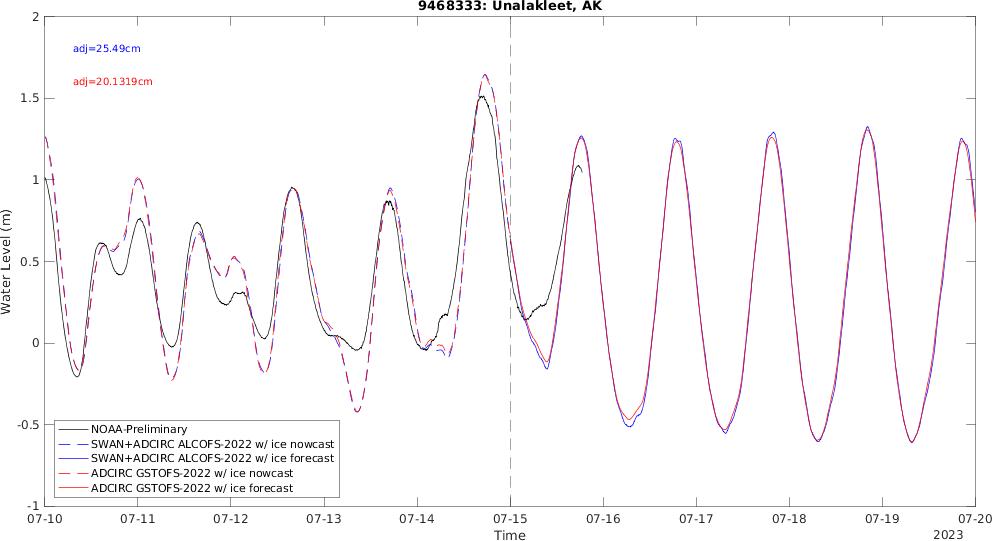 9468333: Unalakleet, AK
2
1.5
1
0.5
0
-0.5
-1
Water Level (m)
adj=25.49cm
adj=20.1319cm
NOAA-Preliminary
SWAN+ADCIRC ALCOFS-2022 w/ ice nowcast
SWAN+ADCIRC ALCOFS-2022 w/ ice forecast
ADCIRC GSTOFS-2022 w/ ice nowcast
ADCIRC GSTOFS-2022 w/ ice forecast
07-10 07-11 07-12 07-13 07-14 07-15 07-16 07-17 07-18 07-19 07-20
Time
2023